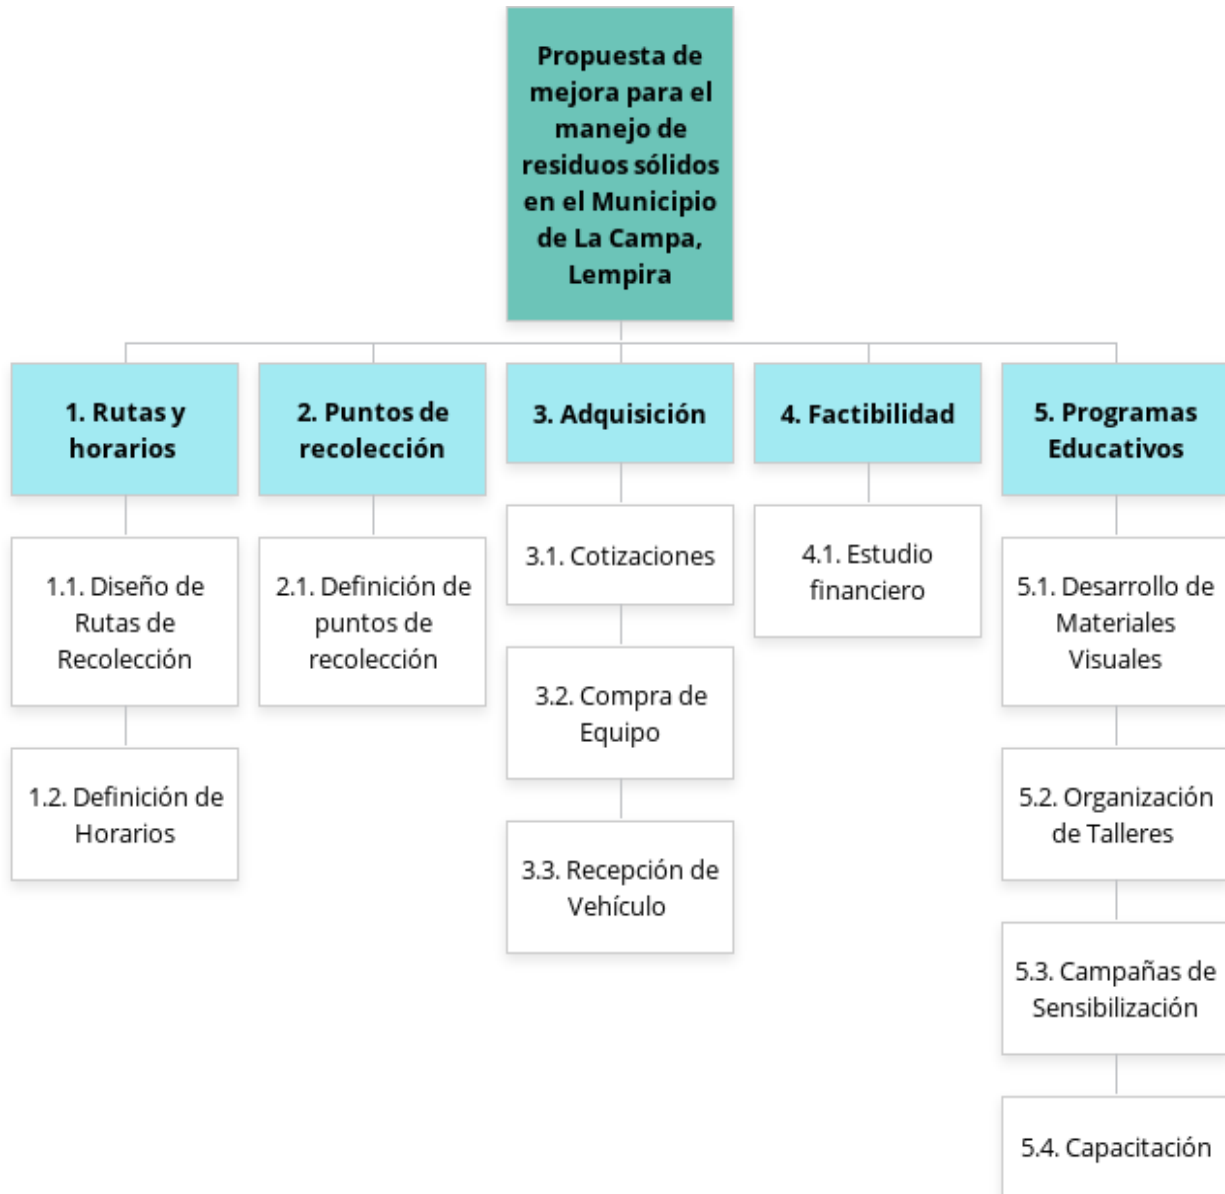 Propuesta de
mejora para el
manejo de
residuos sólidos
en el Municipio
de La Campa,
Lempira
1. Rutas y
horarios
2. Puntos de
recolección
3. Adquisición
4. Factibilidad
5. Programas
Educativos
1.1. Diseño de
Rutas de
Recolección
1.2. Definición de
Horarios
2.1. Definición de
puntos de
recolección
3.1. Cotizaciones
3.2. Compra de
Equipo
3.3. Recepción de
Vehículo
4.1. Estudio
financiero
5.1. Desarrollo de
Materiales
Visuales
5.2. Organización
de Talleres
5.3. Campañas de
Sensibilización
5.4. Capacitación